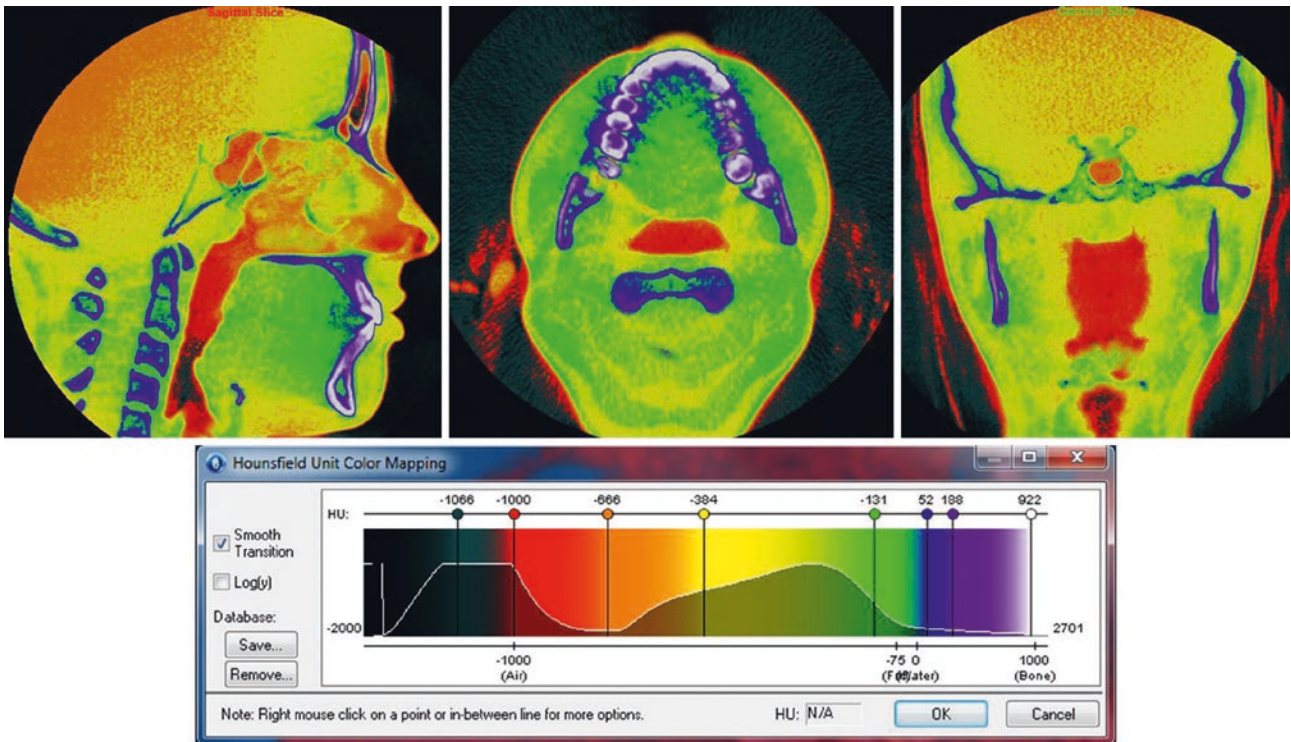 Sagittal Slice
Coronal Slice
Hounsfield Unit Color Mapping
HU: -1066 -1000 -666 -384 -131 52 188 922
Smooth
Transition
Log(y)
Database:
Save...
Remove...
-2000 2701
-1000 -75 0 1000
(Air) (Bone)
Note: Right mouse click on a point or in-between line for more options.
HU: N/A
OK
Cancel